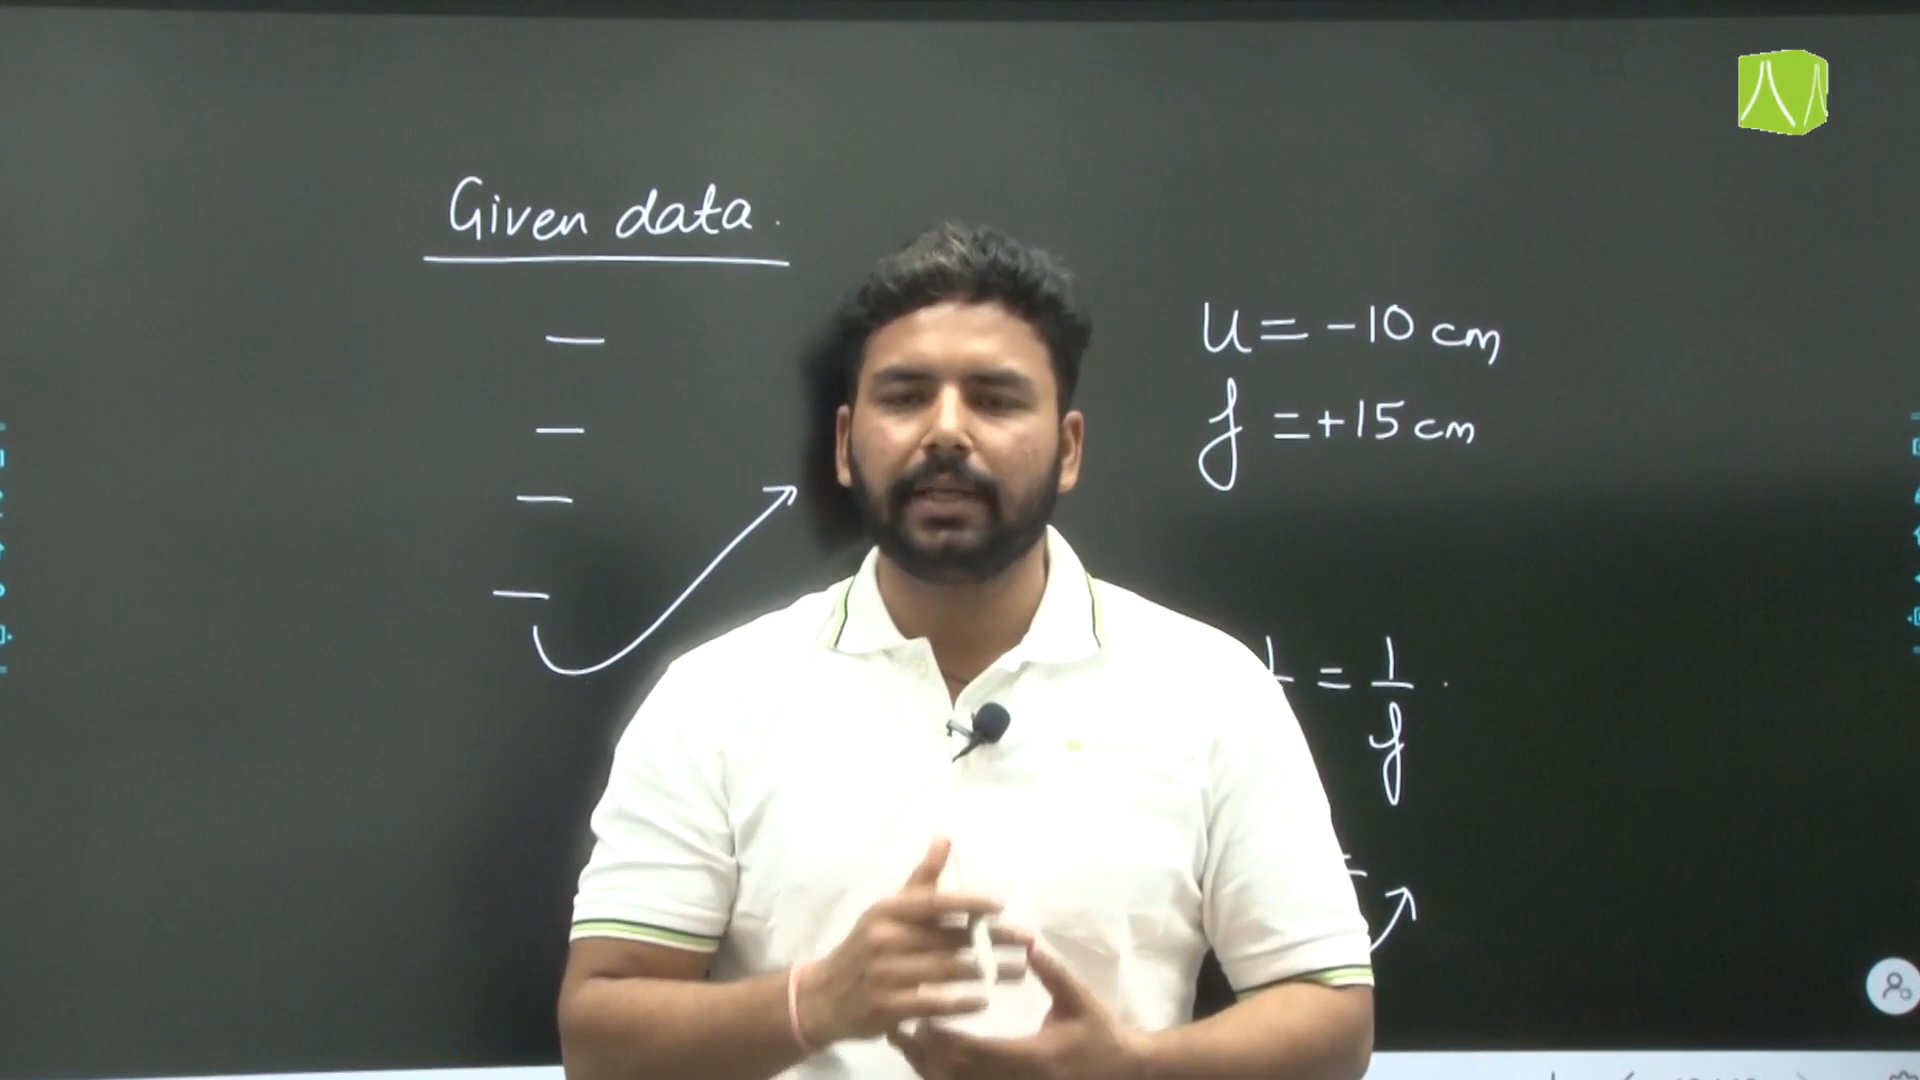 Given data.
u = -10 cm
f = +15 cm
= 1/f